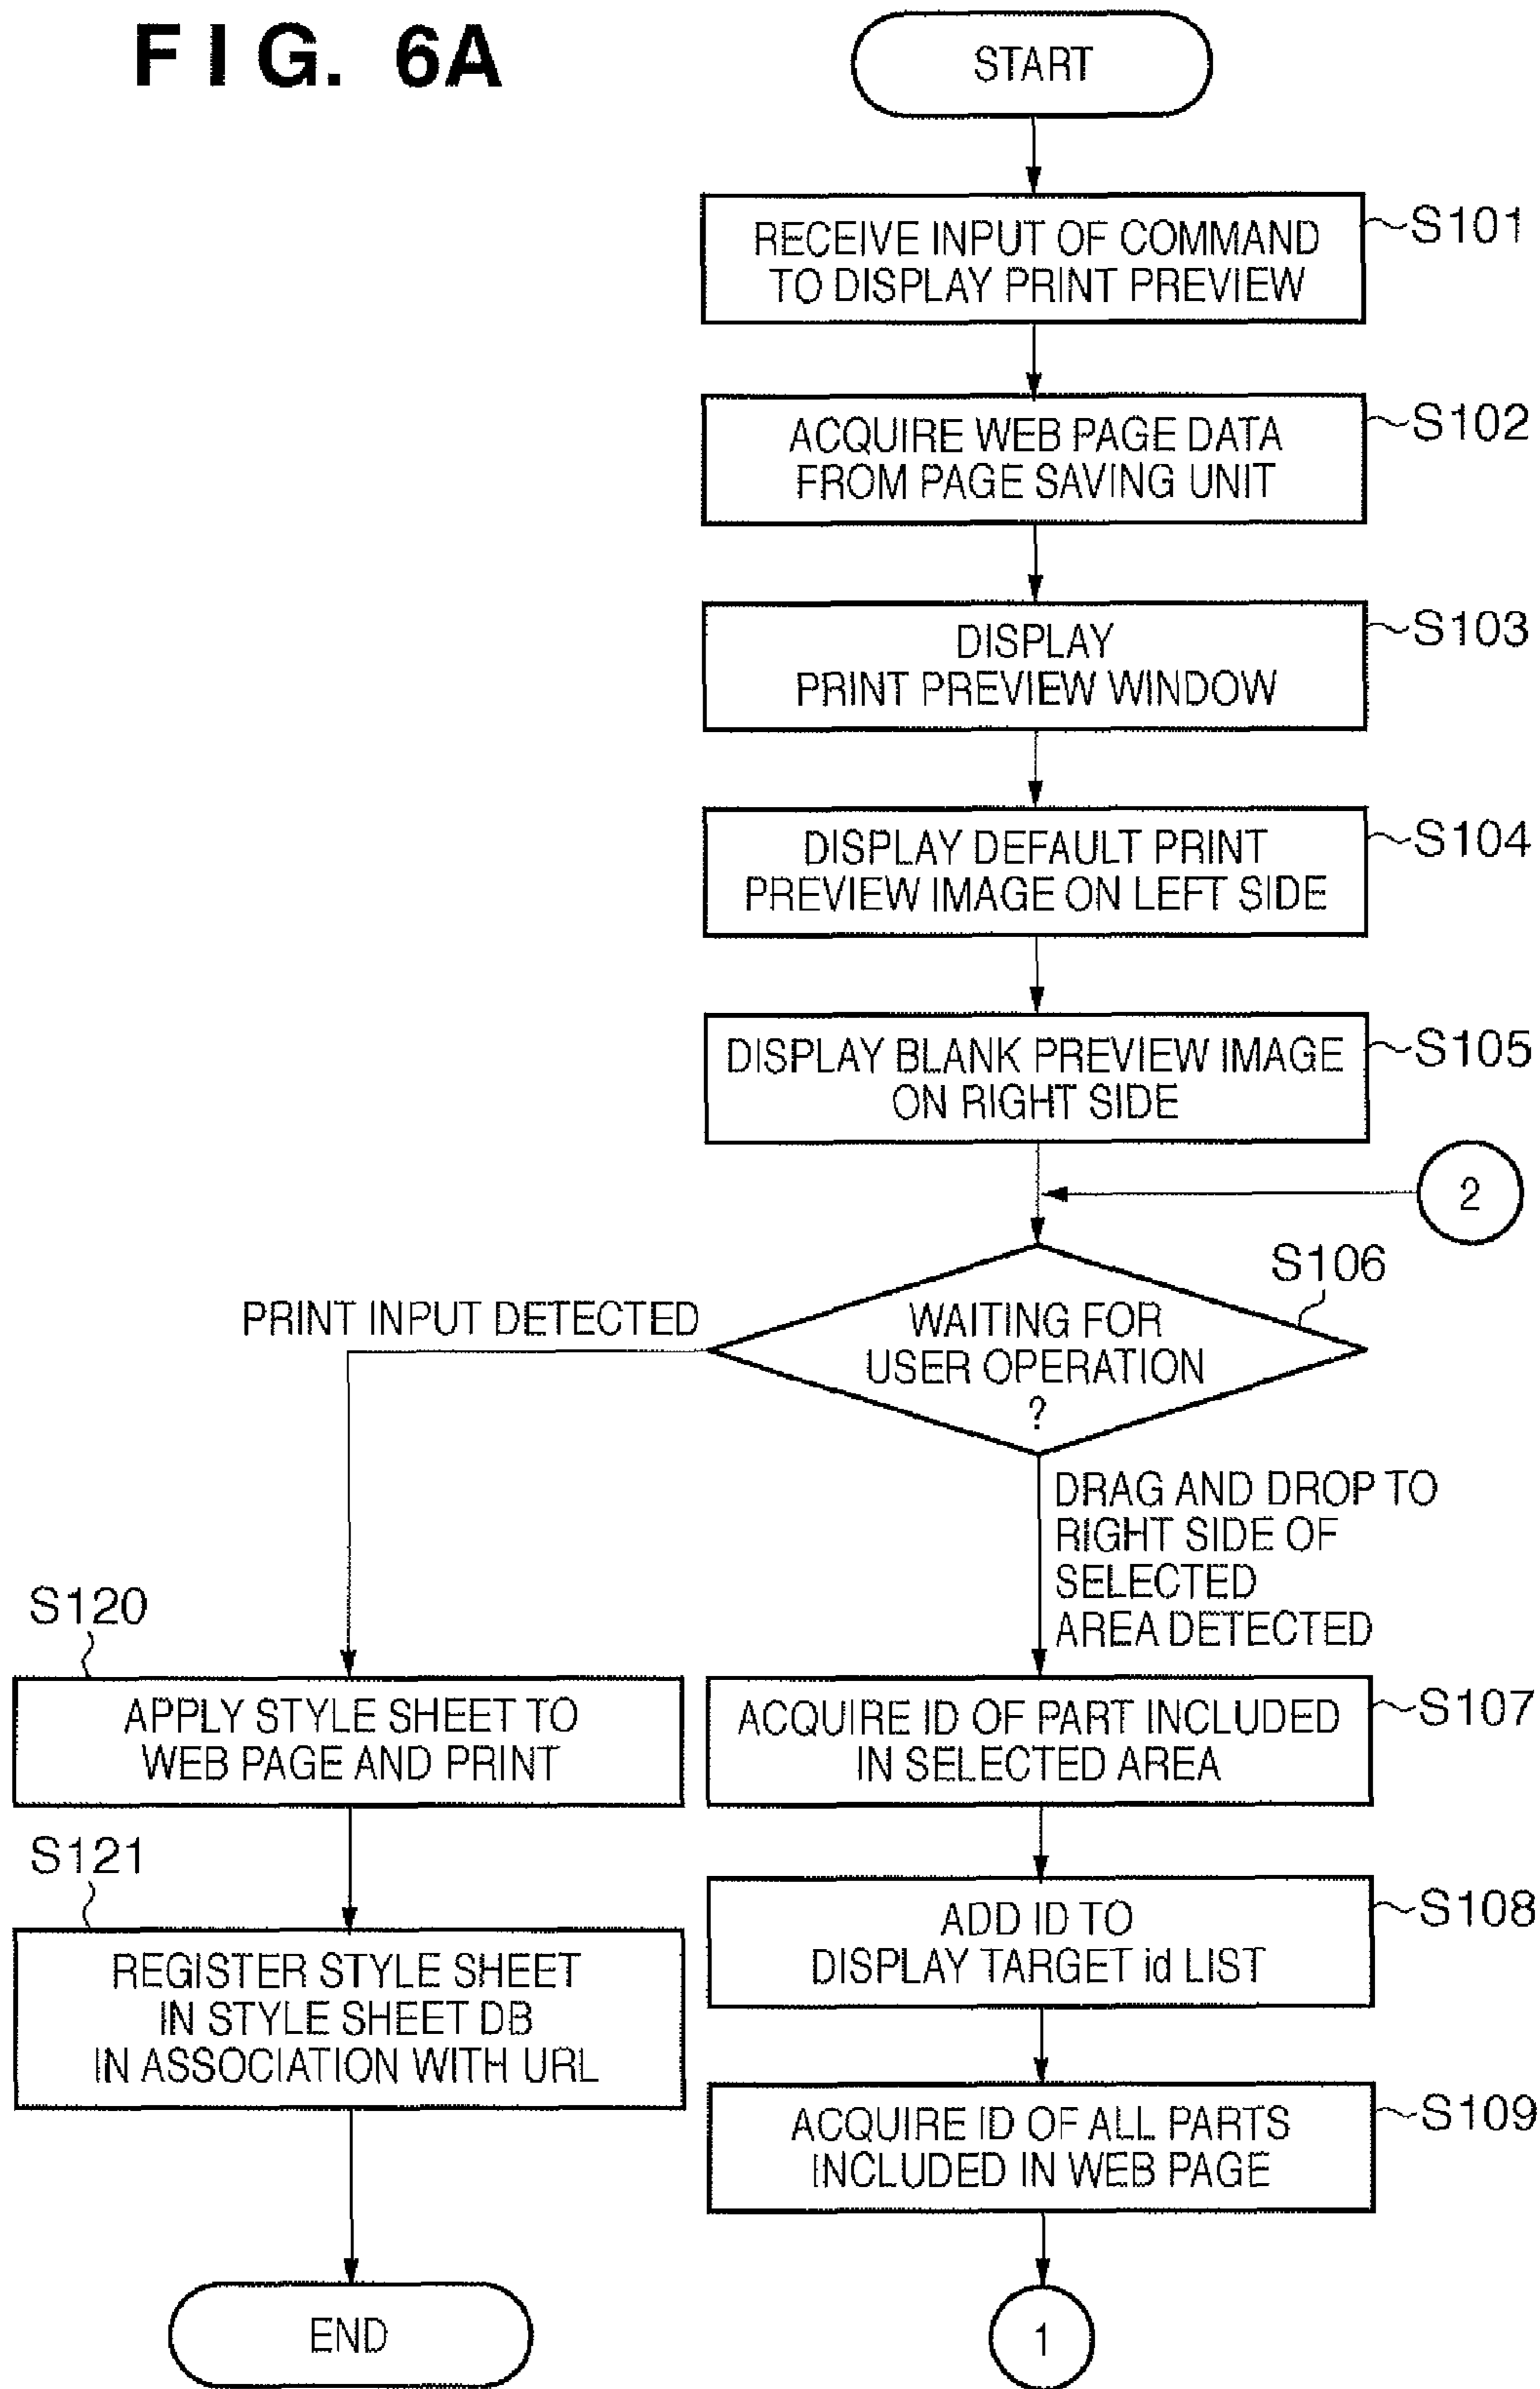 FIG. 6A
START
RECEIVE INPUT OF COMMAND
TO DISPLAY PRINT PREVIEW
S101
ACQUIRE WEB PAGE DATA
FROM PAGE SAVING UNIT
S102
DISPLAY
PRINT PREVIEW WINDOW
S103
DISPLAY DEFAULT PRINT
PREVIEW IMAGE ON LEFT SIDE
S104
DISPLAY BLANK PREVIEW IMAGE
ON RIGHT SIDE
S105
2
S106
WAITING FOR
USER OPERATION
?
PRINT INPUT DETECTED
DRAG AND DROP TO
RIGHT SIDE OF
SELECTED
AREA DETECTED
S120
APPLY STYLE SHEET TO
WEB PAGE AND PRINT
S121
REGISTER STYLE SHEET
IN STYLE SHEET DB
IN ASSOCIATION WITH URL
END
ACQUIRE ID OF PART INCLUDED
IN SELECTED AREA
S107
ADD ID TO
DISPLAY TARGET id LIST
S108
ACQUIRE ID OF ALL PARTS
INCLUDED IN WEB PAGE
S109
1